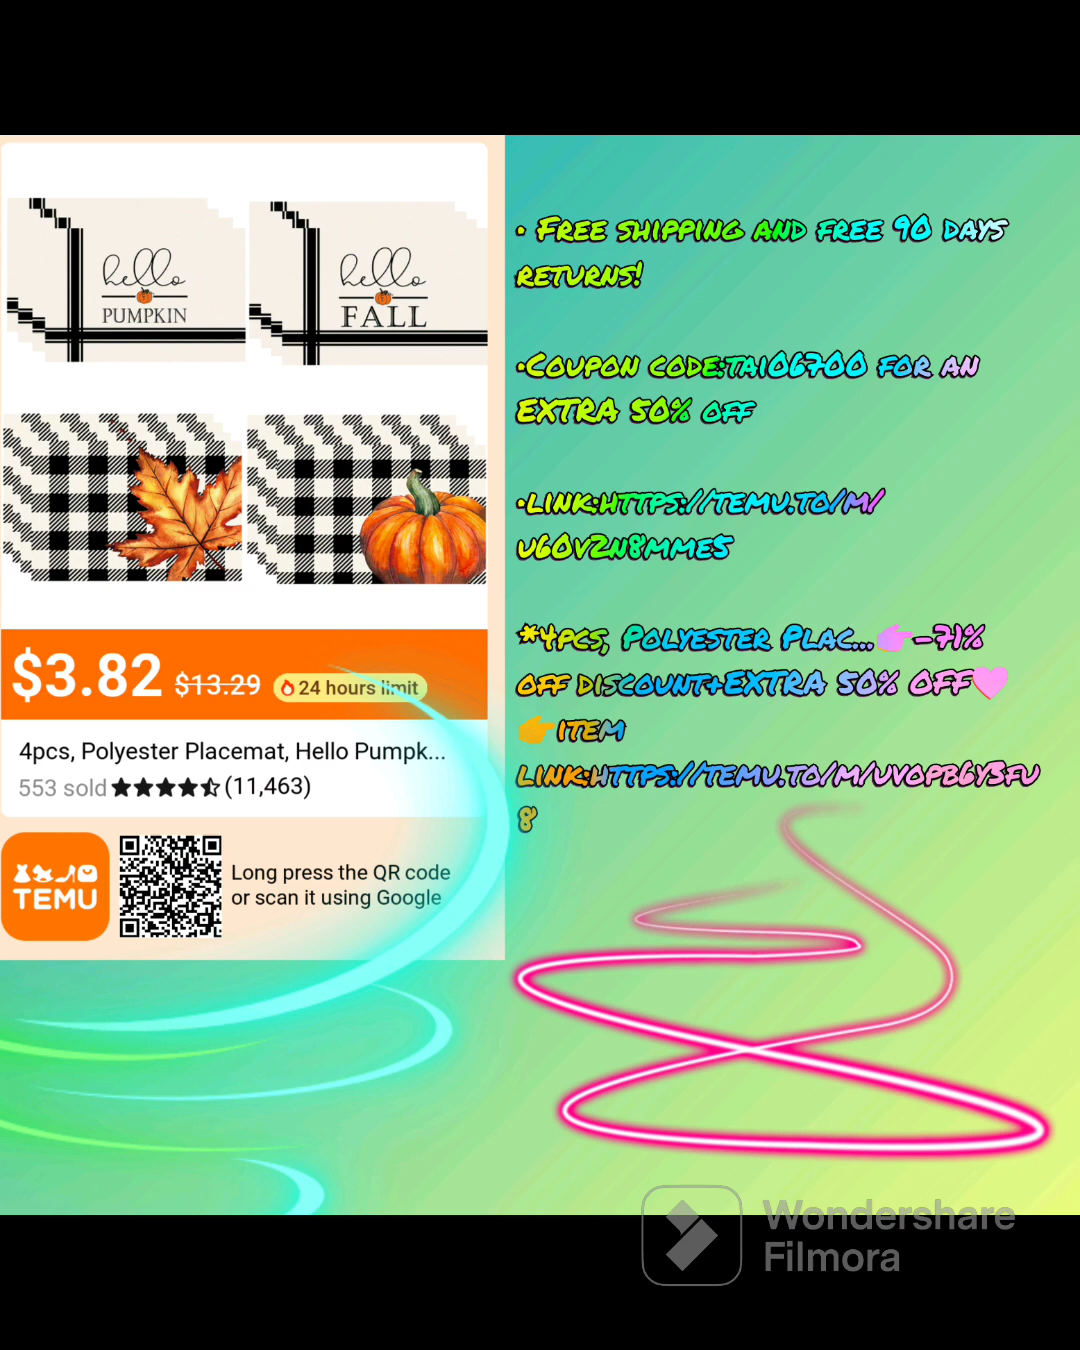 hello
PUMPKIN
hello
FALL
$3.82 $13.29 24 hours limit
4pcs, Polyester Placemat, Hello Pumpk...
553 sold (11,463)
TEMU
Long press the QR code
or scan it using Google
• Free shipping and free 90 days
returns!
•Coupon code:tai06700 for an
EXTRA 50% off
•Link:https://temu.to/m/
u60v2n8mme5
*4pcs, Polyester Plac...👉-71%
off discount+EXTRA 50% OFF🩷
👉item
link:https://temu.to/m/uvopb6y3fu
8
Wondershare
Filmora